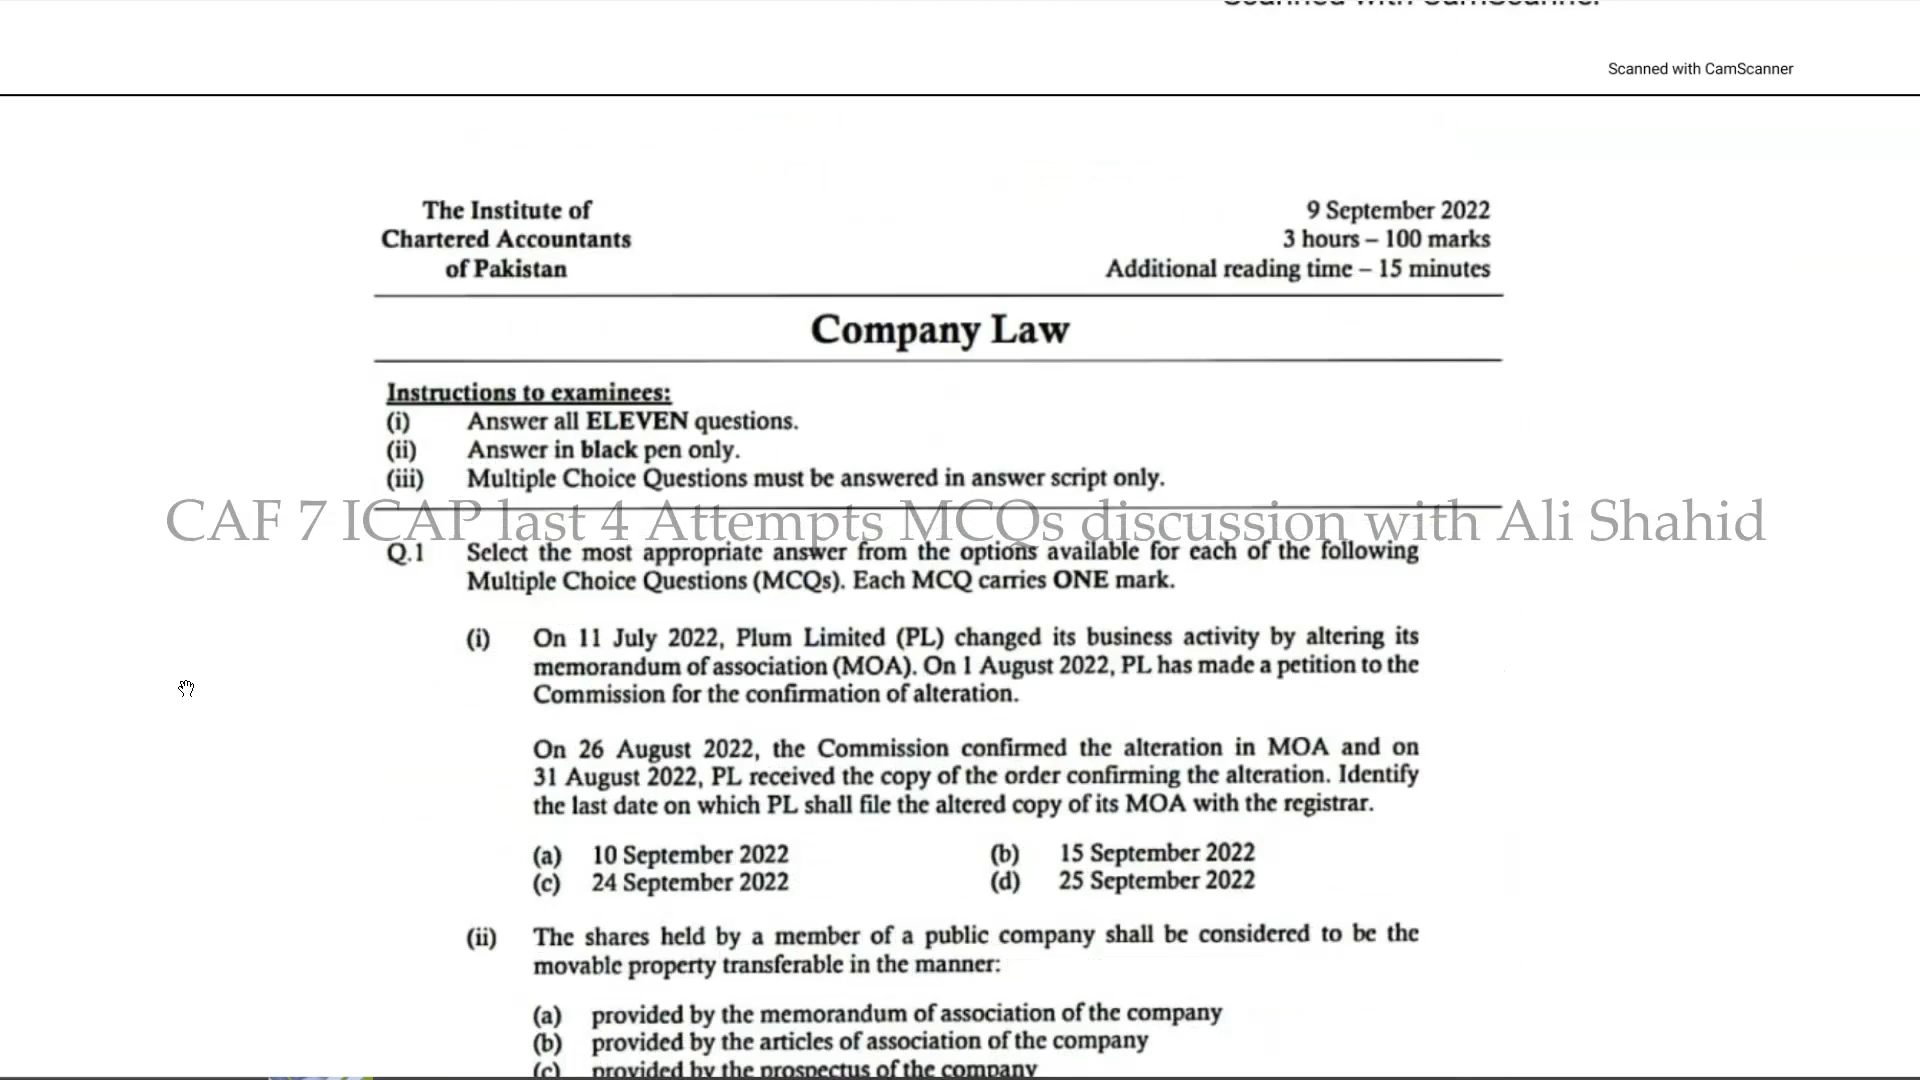 Scanned with CamScanner
Scanned with CamScanner
The Institute of
Chartered Accountants
of Pakistan
9 September 2022
3 hours – 100 marks
Additional reading time – 15 minutes
Company Law
Instructions to examinees:
(i) Answer all ELEVEN questions.
(ii) Answer in black pen only.
(iii) Multiple Choice Questions must be answered in answer script only.
CAF 7 ICAP last 4 Attempts MCQs discussion with Ali Shahid
Q.1 Select the most appropriate answer from the options available for each of the following
Multiple Choice Questions (MCQs). Each MCQ carries ONE mark.
(i) On 11 July 2022, Plum Limited (PL) changed its business activity by altering its
memorandum of association (MOA). On 1 August 2022, PL has made a petition to the
Commission for the confirmation of alteration.
On 26 August 2022, the Commission confirmed the alteration in MOA and on
31 August 2022, PL received the copy of the order confirming the alteration. Identify
the last date on which PL shall file the altered copy of its MOA with the registrar.
(a) 10 September 2022 (b) 15 September 2022
(c) 24 September 2022 (d) 25 September 2022
(ii) The shares held by a member of a public company shall be considered to be the
movable property transferable in the manner:
(a) provided by the memorandum of association of the company
(b) provided by the articles of association of the company
(c) provided by the prospectus of the company